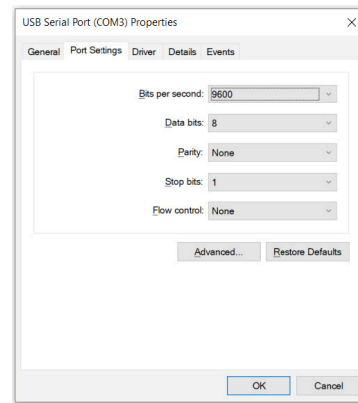 USB Serial Port (COM3) Properties
General Port Settings Driver Details Events
Bits per second: 9600
Data bits: 8
Parity: None
Stop bits: 1
Flow control: None
Advanced... Restore Defaults
OK Cancel